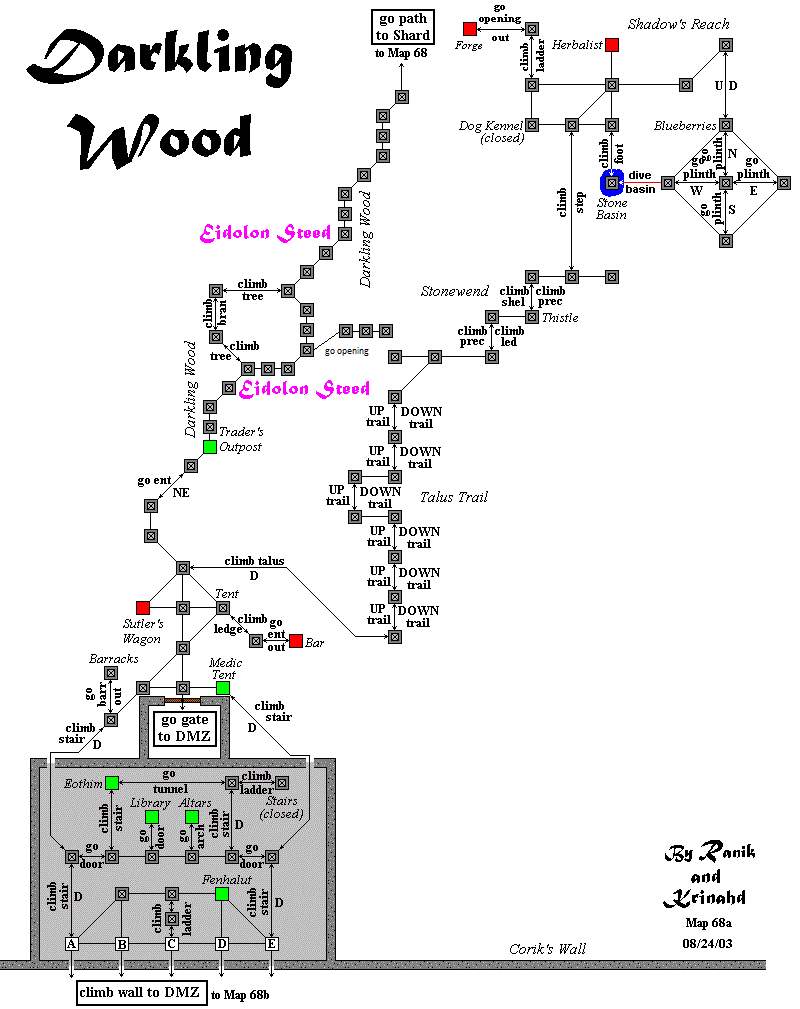 Darkling
Wood
go path
to Shard
to Map 68
go
opening
out
Forge
climb
ladder
Herbalist
Shadow's Reach
U D
Dog Kennel
(closed)
Blueberries
climb
foot
dive
basin
Stone
Basin
go
plinth
N
go
plinth
W
go
plinth
E
go
plinth
S
climb
step
Darkling Wood
Eidolon Steed
climb
tree
climb
bran
climb
tree
go opening
Eidolon Steed
Darkling Wood
Stonewend
climb
shel
climb
prec
Thistle
climb
prec
climb
led
UP
trail
DOWN
trail
UP
trail
DOWN
trail
UP
trail
DOWN
trail
Talus Trail
UP
trail
DOWN
trail
UP
trail
DOWN
trail
UP
trail
DOWN
trail
Trader's
Outpost
go ent
NE
climb talus
D
Tent
Sutler's
Wagon
climb
ledge
go
ent
out
Bar
Barracks
go
barr
out
Medic
Tent
climb
stair
D
climb
stair
D
go gate
to DMZ
Eothim
go
tunnel
climb
ladder
Stairs
(closed)
climb
stair
Library
go
door
Altars
go
arch
climb
stair
D
go
door
go
door
climb
stair
D
Fenhalut
climb
ladder
climb
stair
D
A
B
C
D
E
climb wall to DMZ
to Map 68b
Corik's Wall
By Ranik
and
Krinahd
Map 68a
08/24/03